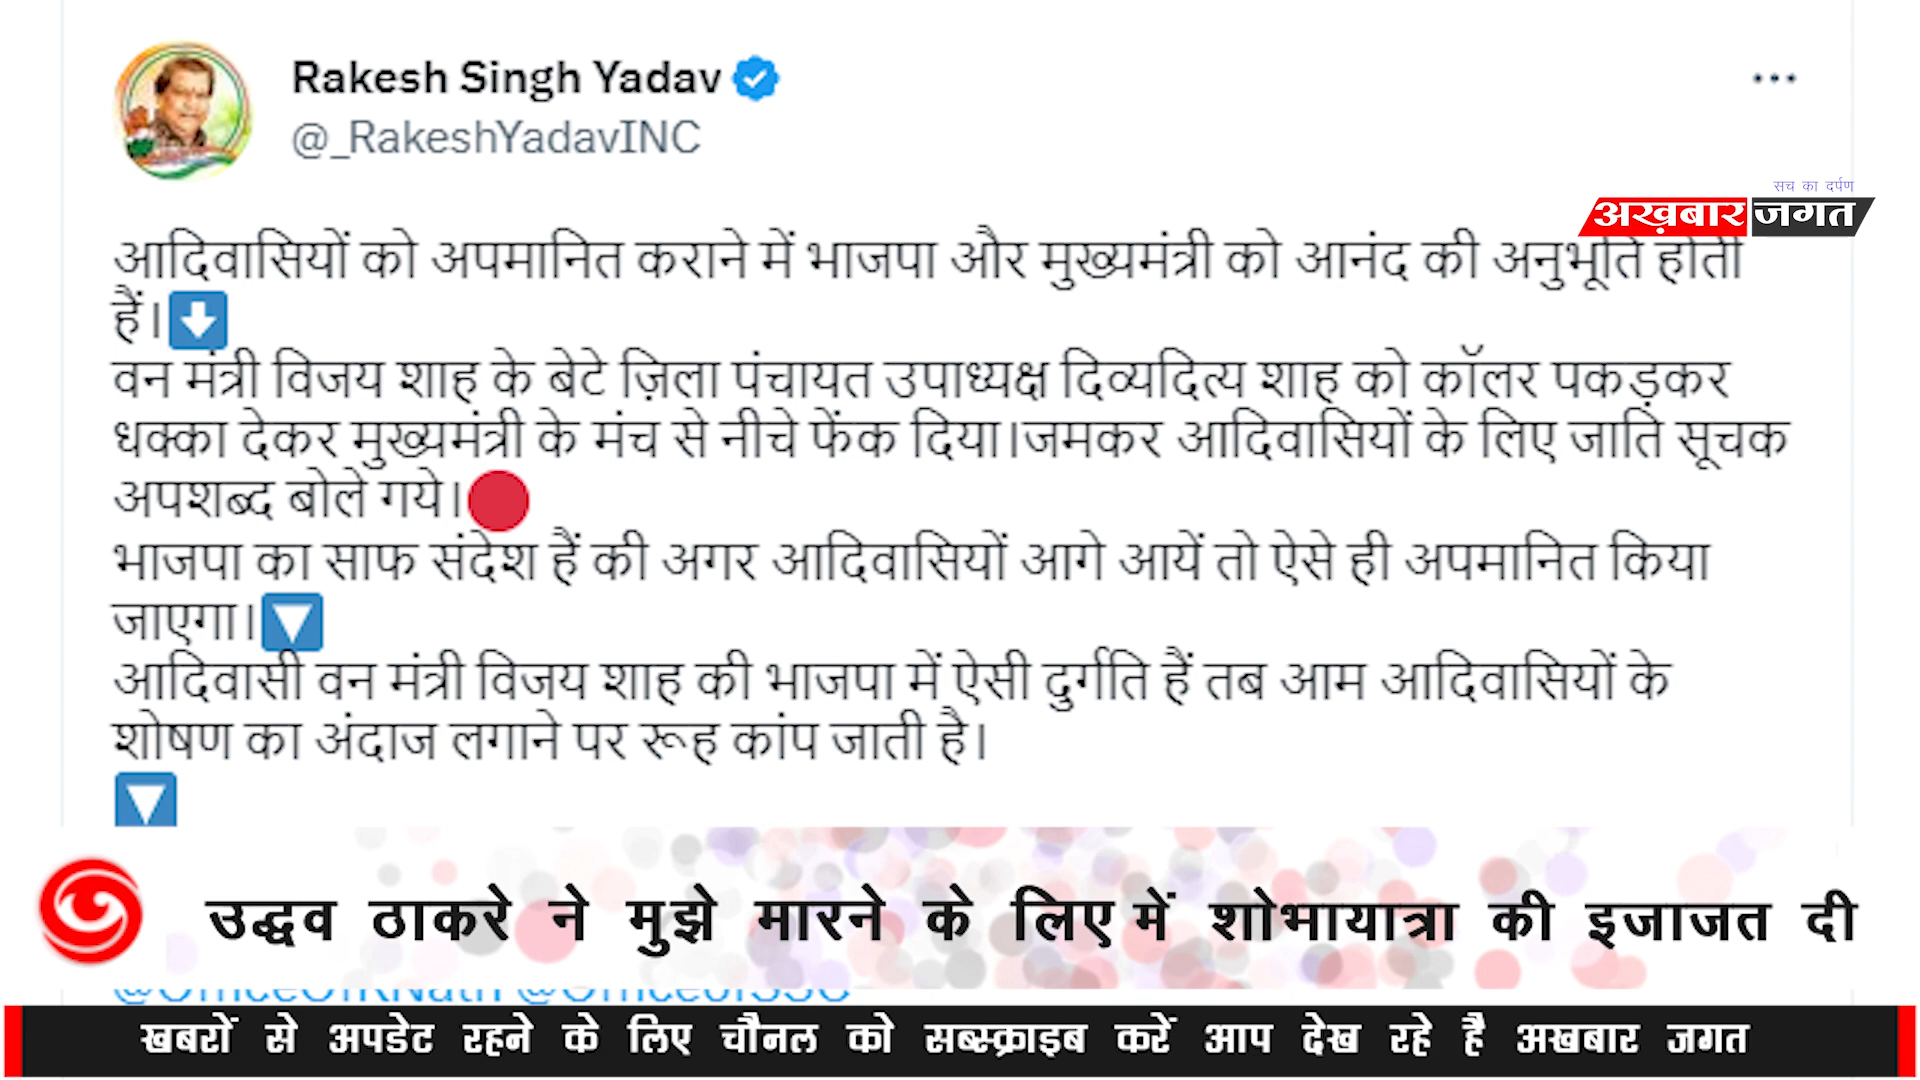 Rakesh Singh Yadav
@_RakeshYadavINC
सच का दर्पण
अख़बार जगत
आदिवासियों को अपमानित कराने में भाजपा और मुख्यमंत्री को आनंद की अनुभूति होती
हैं।
वन मंत्री विजय शाह के बेटे ज़िला पंचायत उपाध्यक्ष दिव्यदित्य शाह को कॉलर पकड़कर
धक्का देकर मुख्यमंत्री के मंच से नीचे फेंक दिया।जमकर आदिवासियों के लिए जाति सूचक
अपशब्द बोले गये।
भाजपा का साफ संदेश हैं की अगर आदिवासियों आगे आयें तो ऐसे ही अपमानित किया
जाएगा।
आदिवासी वन मंत्री विजय शाह की भाजपा में ऐसी दुर्गति हैं तब आम आदिवासियों के
शोषण का अंदाज लगाने पर रूह कांप जाती है।
उद्धव ठाकरे ने मुझे मारने के लिए में शोभायात्रा की इजाजत दी
@OfficeOfKNath @OfficeofSSC
खबरों से अपडेट रहने के लिए चौनल को सब्स्क्राइब करें आप देख रहे है अखबार जगत